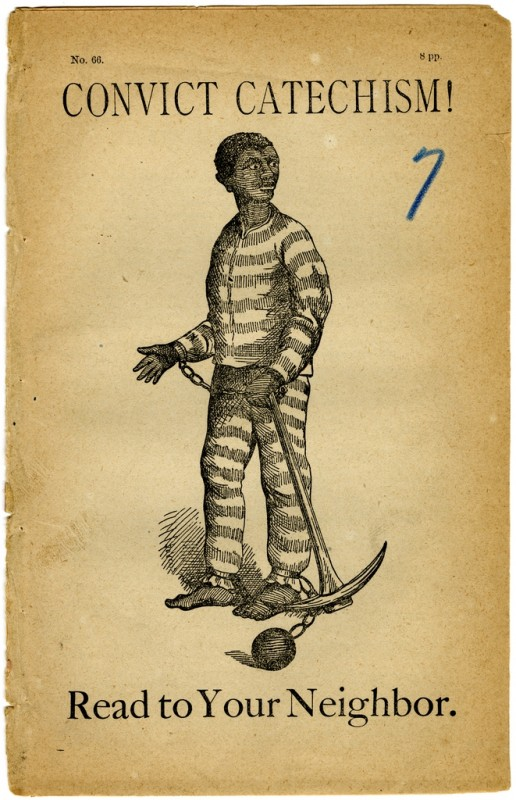 No. 66. 8 pp.
CONVICT CATECHISM!
7
Read to Your Neighbor.